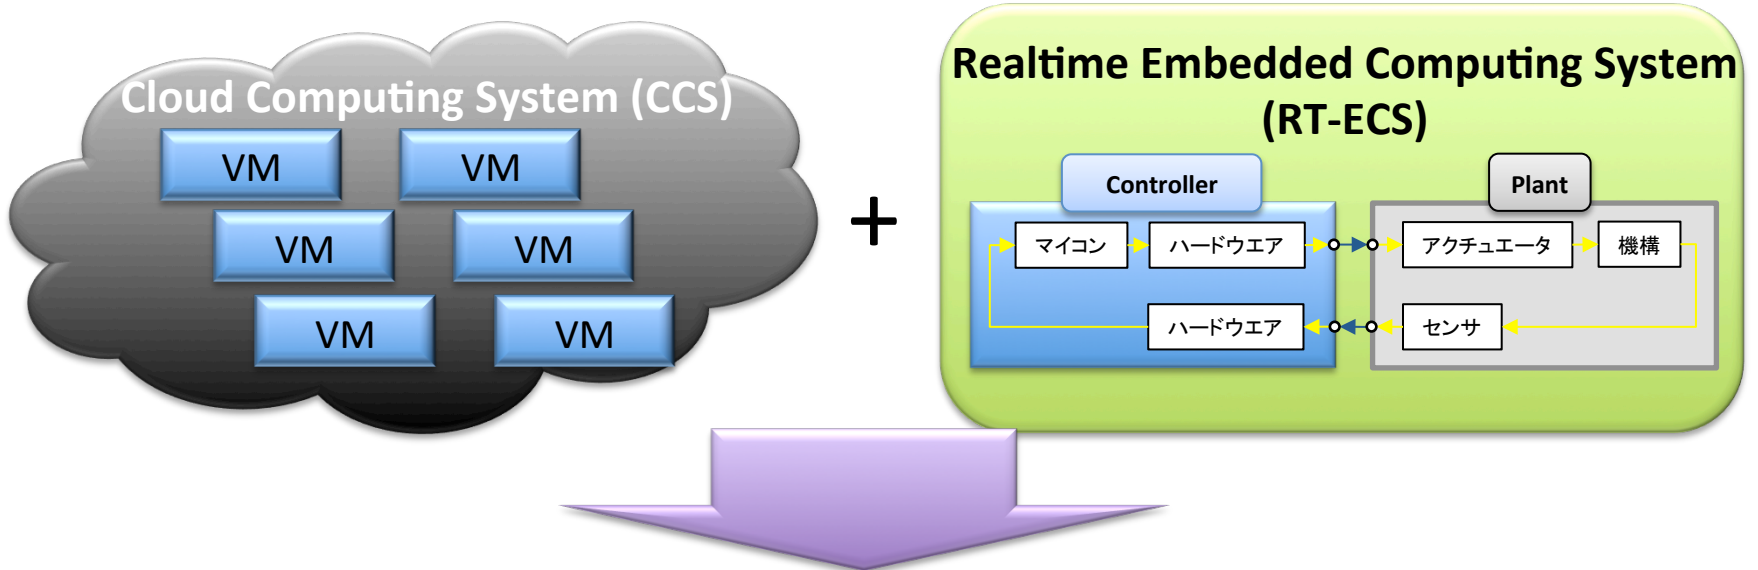 Cloud Computing System (CCS)
VM
VM
VM
VM
VM
VM
+
Realtime Embedded Computing System
(RT-ECS)
Controller
Plant
マイコン
ハードウエア
アクチュエータ
機構
ハードウエア
センサ